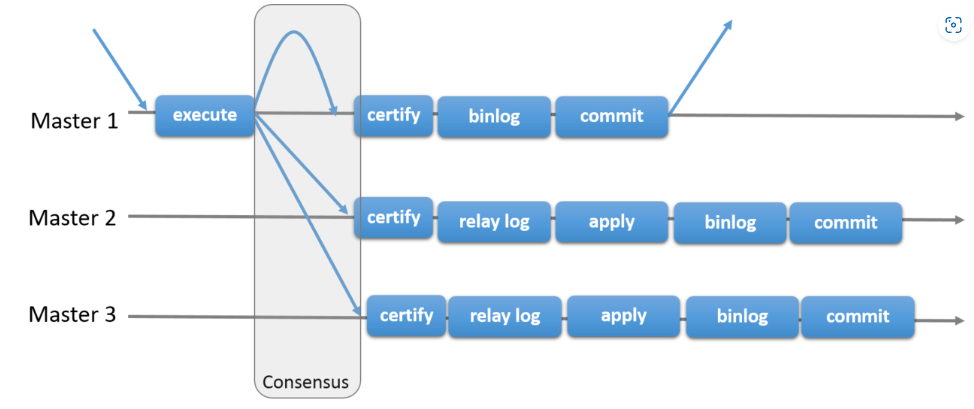 Master 1
execute
certify
binlog
commit
Master 2
certify
relay log
apply
binlog
commit
Master 3
certify
relay log
apply
binlog
commit
Consensus